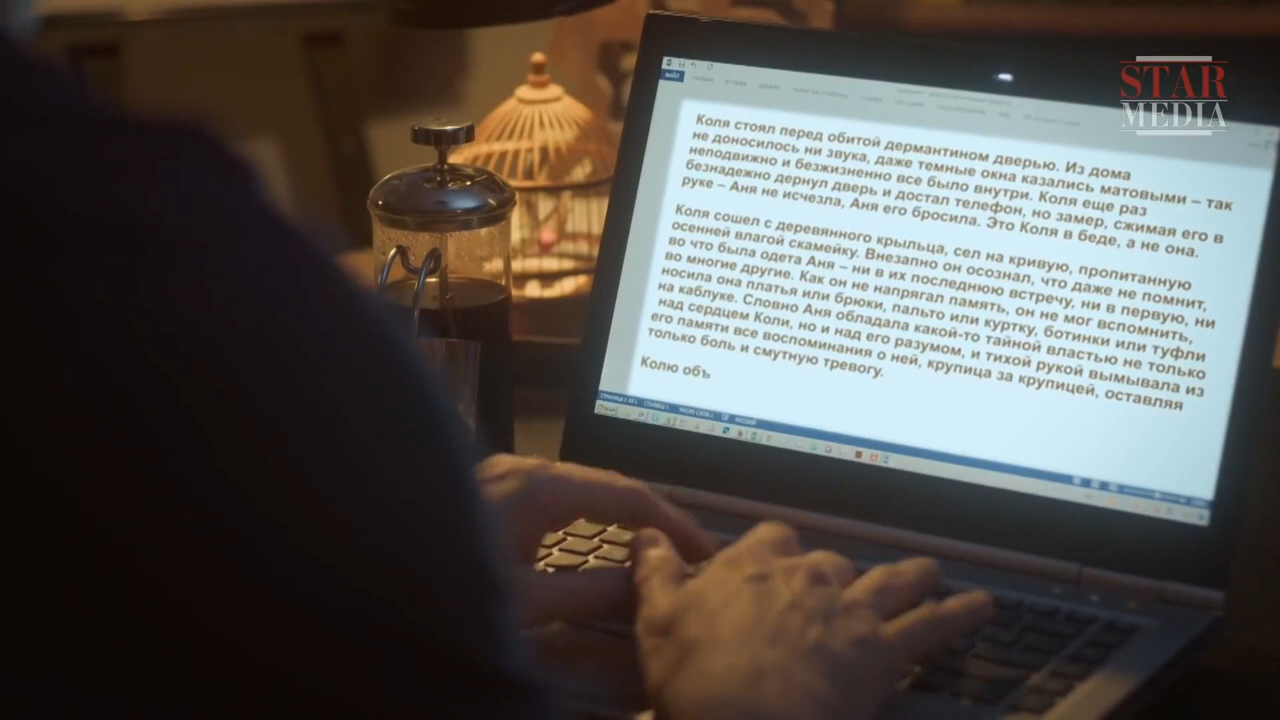 STAR
MEDIA
ФАЙЛ
Коля стоял перед обитой дермантином дверью. Из дома
не доносилось ни звука, даже темные окна казались матовыми – так
неподвижно и безжизненно все было внутри. Коля еще раз
безнадежно дернул дверь и достал телефон, но замер, сжимая его в
руке – Аня не исчезла, Аня его бросила. Это Коля в беде, а не она.
Коля сошел с деревянного крыльца, сел на кривую, пропитанную
осенней влагой скамейку. Внезапно он осознал, что даже не помнит,
во что была одета Аня – ни в их последнюю встречу, ни в первую, ни
во многие другие. Как он не напрягал память, он не мог вспомнить,
носила она платья или брюки, пальто или куртку, ботинки или туфли
на каблуке. Словно Аня обладала какой-то тайной властью не только
над сердцем Коли, но и над его разумом, и тихой рукой вымывала из
его памяти все воспоминания о ней, крупица за крупицей, оставляя
только боль и смутную тревогу.
Колю объ